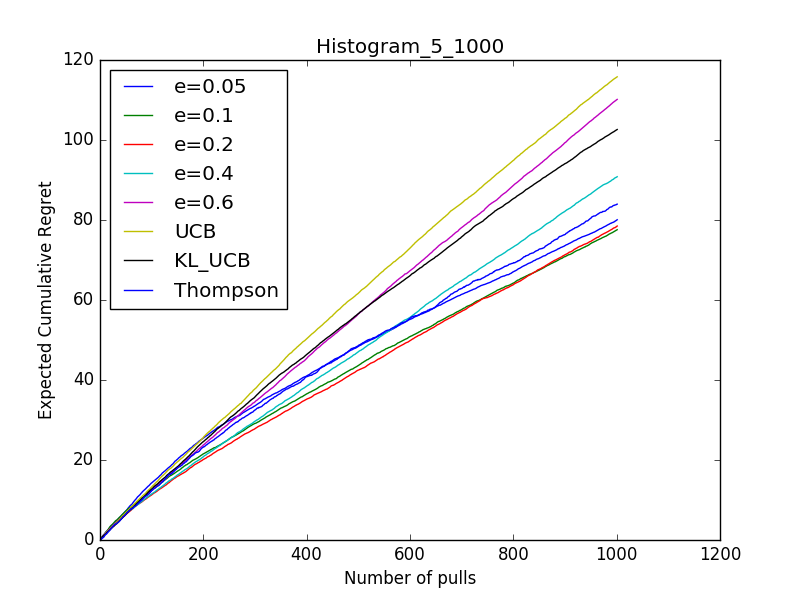 Histogram_5_1000
120
100
80
60
40
20
0
Expected Cumulative Regret
e=0.05
e=0.1
e=0.2
e=0.4
e=0.6
UCB
KL_UCB
Thompson
0 200 400 600 800 1000 1200
Number of pulls